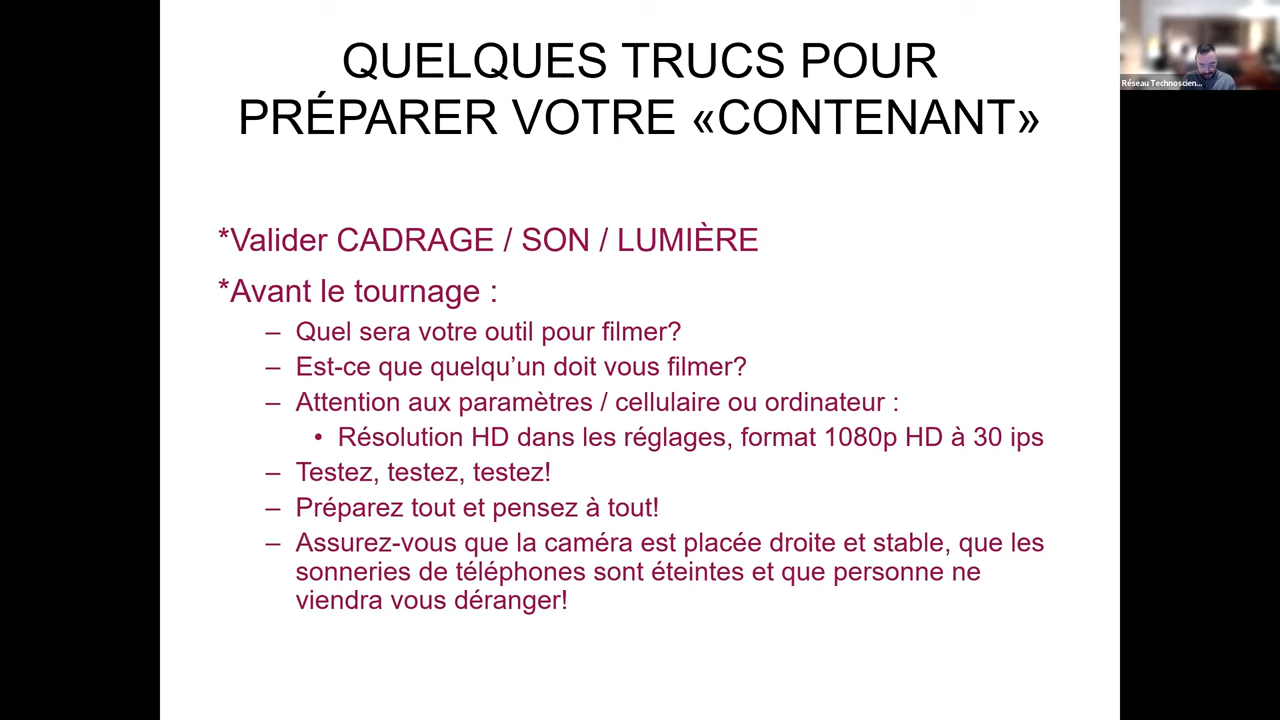 QUELQUES TRUCS POUR
PRÉPARER VOTRE «CONTENANT»
Réseau Technoscien...
*Valider CADRAGE / SON / LUMIÈRE
*Avant le tournage :
– Quel sera votre outil pour filmer?
– Est-ce que quelqu’un doit vous filmer?
– Attention aux paramètres / cellulaire ou ordinateur :
• Résolution HD dans les réglages, format 1080p HD à 30 ips
– Testez, testez, testez!
– Préparez tout et pensez à tout!
– Assurez-vous que la caméra est placée droite et stable, que les
sonneries de téléphones sont éteintes et que personne ne
viendra vous déranger!